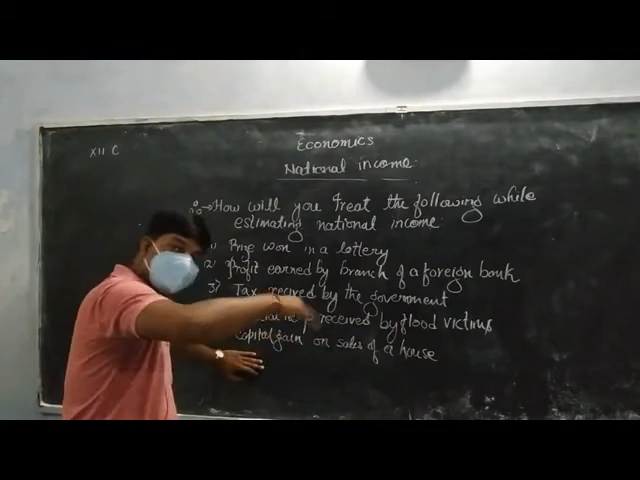 XII C
Economics
National income
→ How will you treat the following while
estimating national income.
1) Prize won in a lottery
2) Profit earned by branch of a foreign bank
3) Tax recived by the government
received by flood victims
capital gain on sales of a house